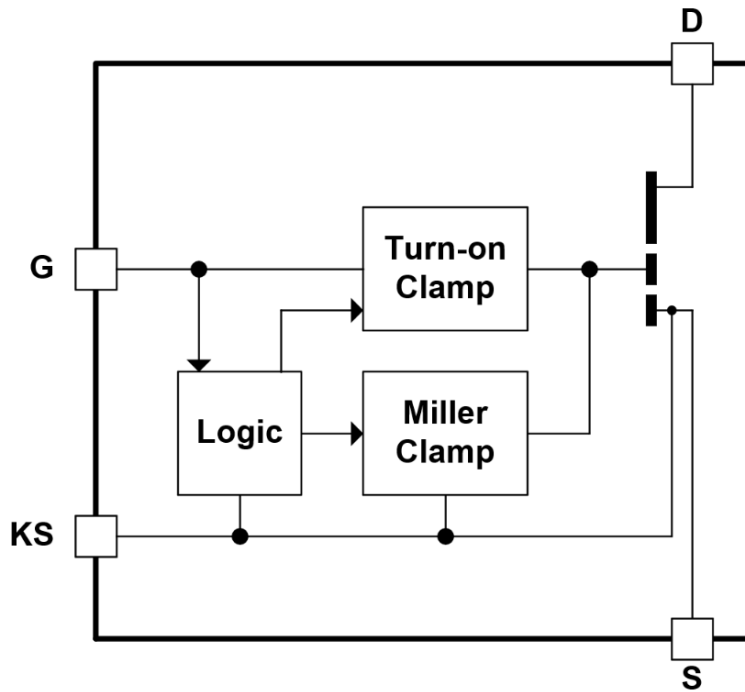 D
G
Turn-on
Clamp
Logic
Miller
Clamp
KS
S